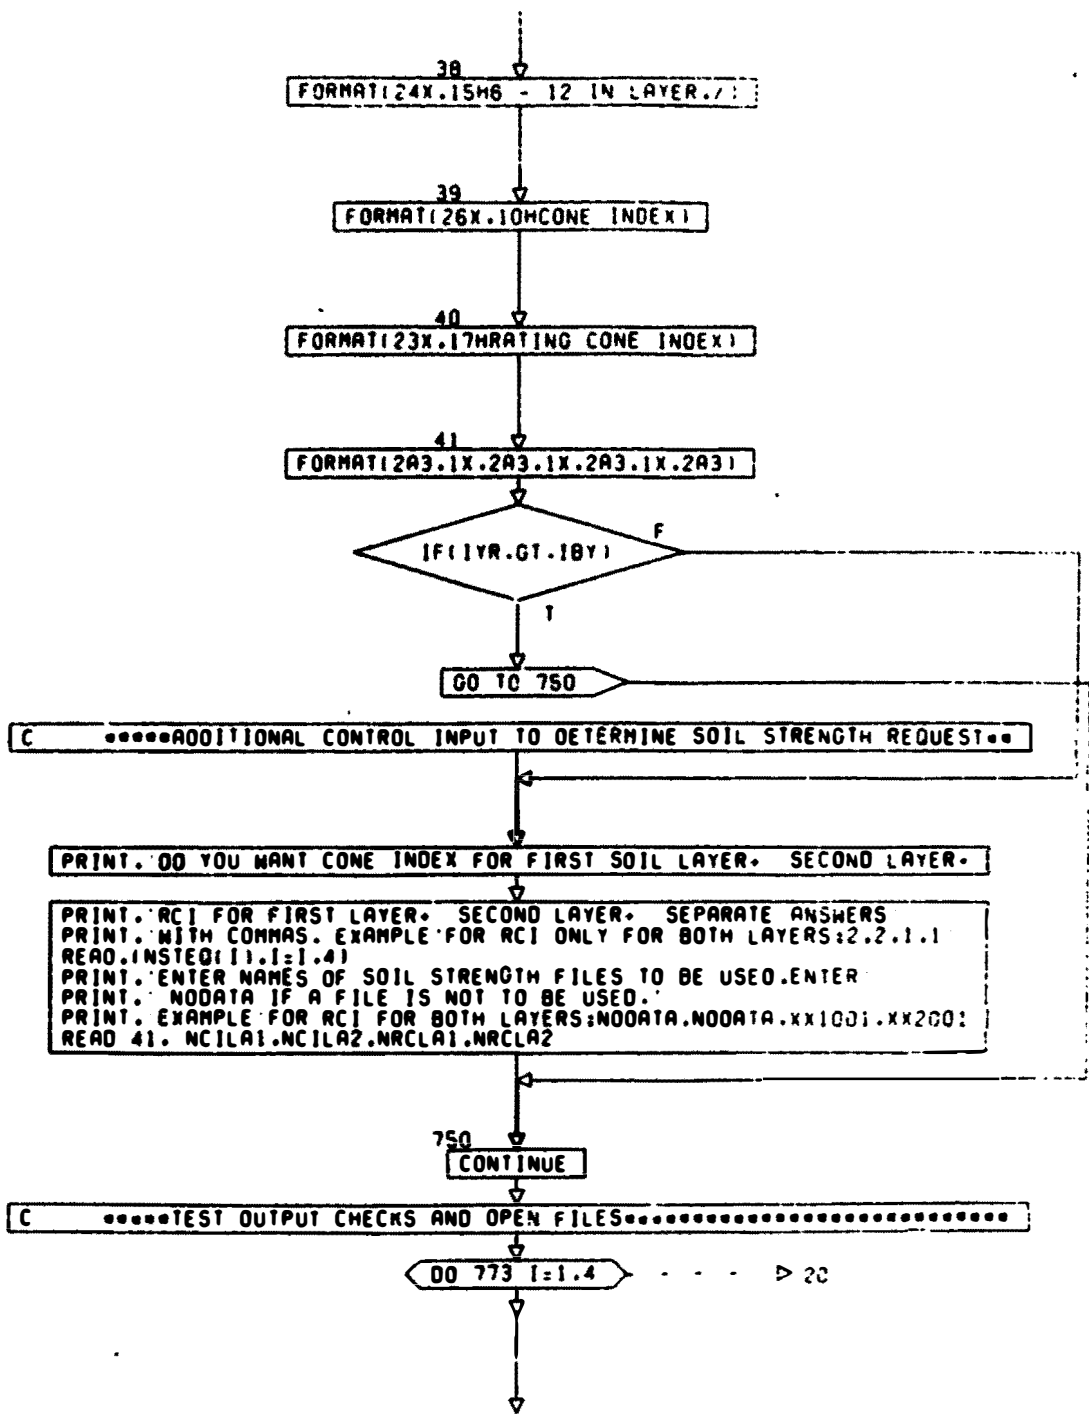 38
FORMAT(24X.15H6 - 12 IN LAYER./)
39
FORMAT(26X.10HCONE INDEX)
40
FORMAT(23X.17HRATING CONE INDEX)
41
FORMAT(2A3.1X.2A3.1X.2A3.1X.2A3)
IF(IYR.GT.IBY)
F
T
GO TO 750
C *****ADDITIONAL CONTROL INPUT TO DETERMINE SOIL STRENGTH REQUEST**
PRINT.'DO YOU WANT CONE INDEX FOR FIRST SOIL LAYER. SECOND LAYER.
PRINT.'RCI FOR FIRST LAYER. SECOND LAYER. SEPARATE ANSWERS
PRINT.'WITH COMMAS. EXAMPLE FOR RCI ONLY FOR BOTH LAYERS:2.2.1.1
READ.(NSTEQ(I).I=1.4)
PRINT.'ENTER NAMES OF SOIL STRENGTH FILES TO BE USED.ENTER
PRINT.' NODATA IF A FILE IS NOT TO BE USED.'
PRINT. EXAMPLE FOR RCI FOR BOTH LAYERS:NODATA.NODATA.XX1001.XX2001
READ 41. NCILA1.NCILA2.NRCLA1.NRCLA2
750
CONTINUE
C *****TEST OUTPUT CHECKS AND OPEN FILES*****************************
DO 773 I=1.4
20